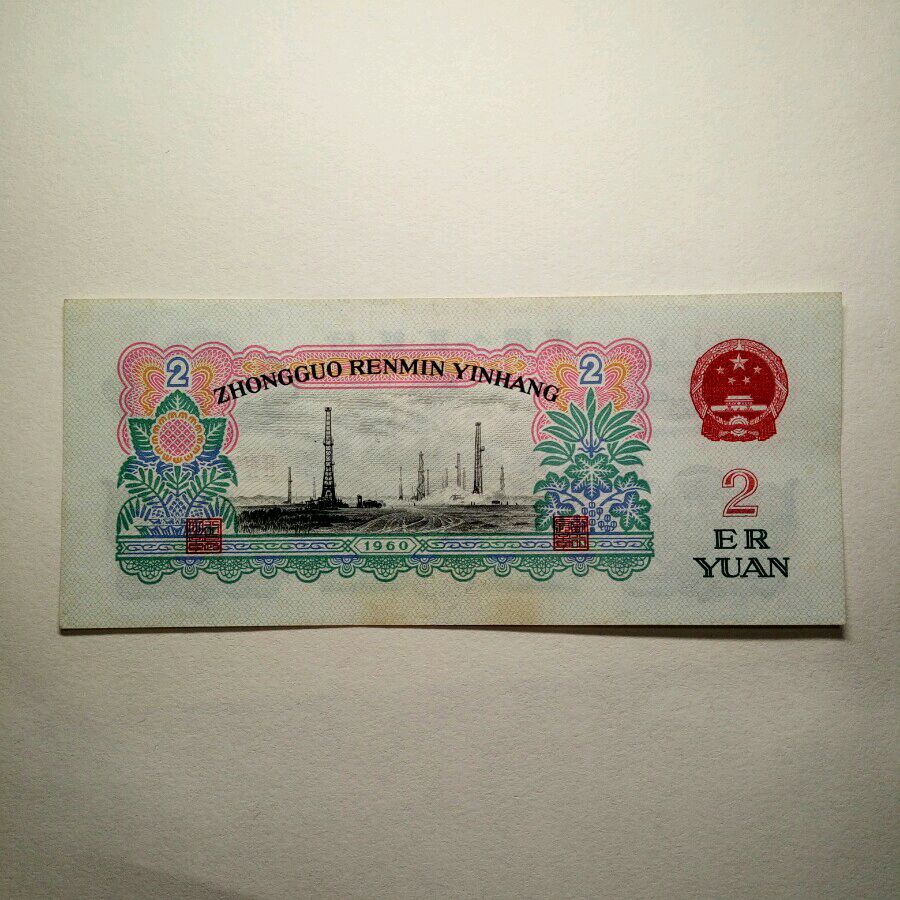 2
ZHONGGUO RENMIN YINHANG
2
1960
2
ER
YUAN